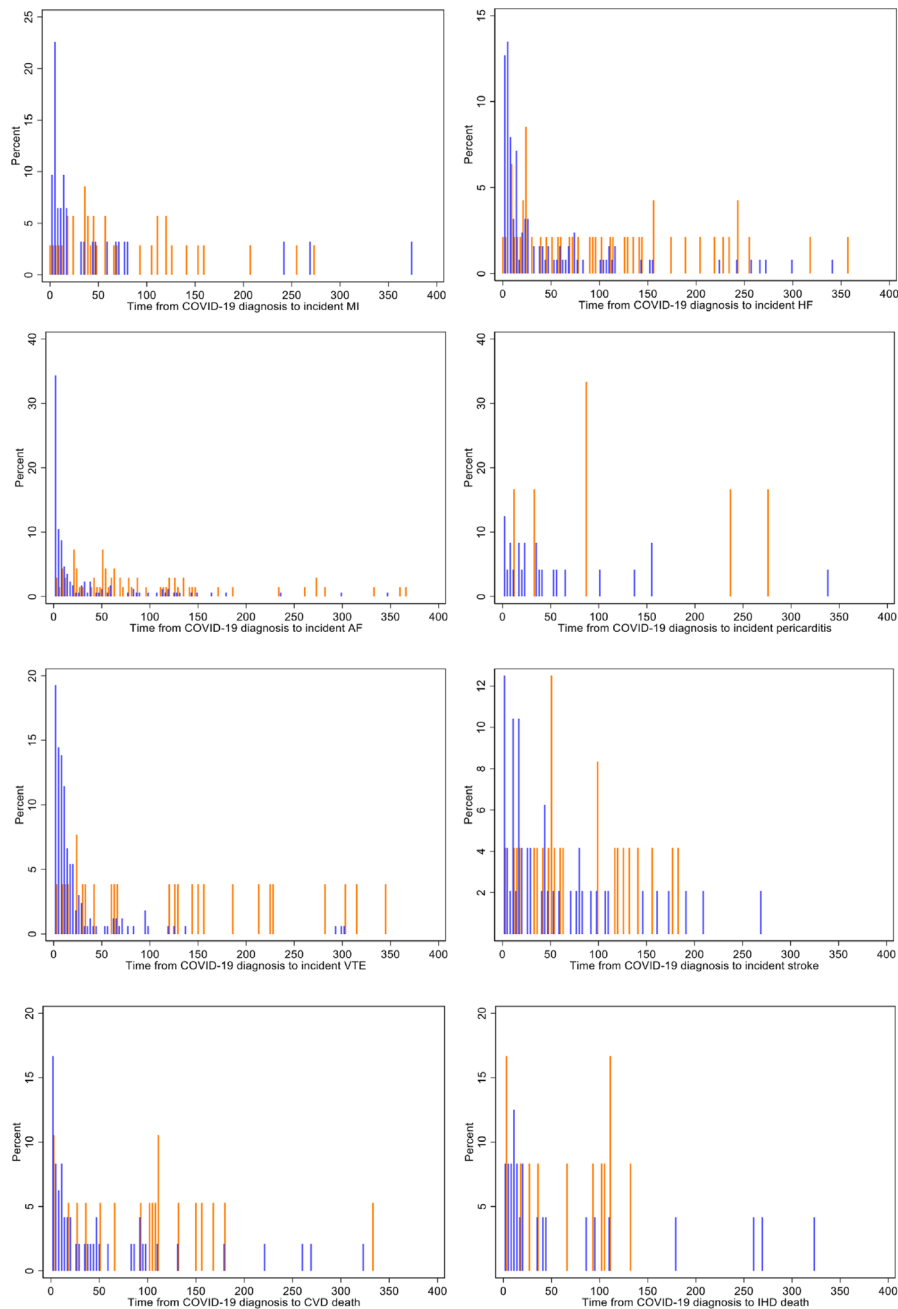 25
20
15
10
5
0
Percent
0 50 100 150 200 250 300 350 400
Time from COVID-19 diagnosis to incident MI
15
10
5
0
Percent
0 50 100 150 200 250 300 350 400
Time from COVID-19 diagnosis to incident HF
40
30
20
10
0
Percent
0 50 100 150 200 250 300 350 400
Time from COVID-19 diagnosis to incident AF
40
30
20
10
0
Percent
0 50 100 150 200 250 300 350 400
Time from COVID-19 diagnosis to incident pericarditis
20
15
10
5
0
Percent
0 50 100 150 200 250 300 350 400
Time from COVID-19 diagnosis to incident VTE
12
10
8
6
4
2
Percent
0 50 100 150 200 250 300 350 400
Time from COVID-19 diagnosis to incident stroke
20
15
10
5
0
Percent
0 50 100 150 200 250 300 350 400
Time from COVID-19 diagnosis to CVD death
20
15
10
5
0
Percent
0 50 100 150 200 250 300 350 400
Time from COVID-19 diagnosis to IHD death